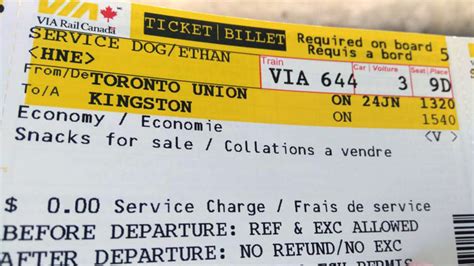 VIA
VIA Rail Canada
TICKET | BILLET
Required on board 5
Requis a bord
SERVICE DOG/ETHAN
<HNE>
Train Car / Voiture Seat / Place
VIA 644 3 9D
From/De TORONTO UNION ON 24JN 1320
To/A KINGSTON ON 1540
Economy / Economie <V >
Snacks for sale / Collations a vendre
$ 0.00 Service Charge / Frais de service
BEFORE DEPARTURE: REF & EXC ALLOWED
AFTER DEPARTURE: NO REFUND/NO EXC